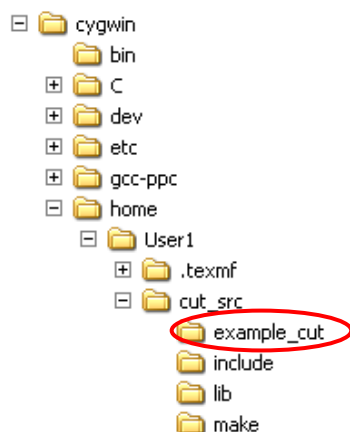 cygwin
bin
C
dev
etc
gcc-ppc
home
User1
.texmf
cut_src
example_cut
include
lib
make